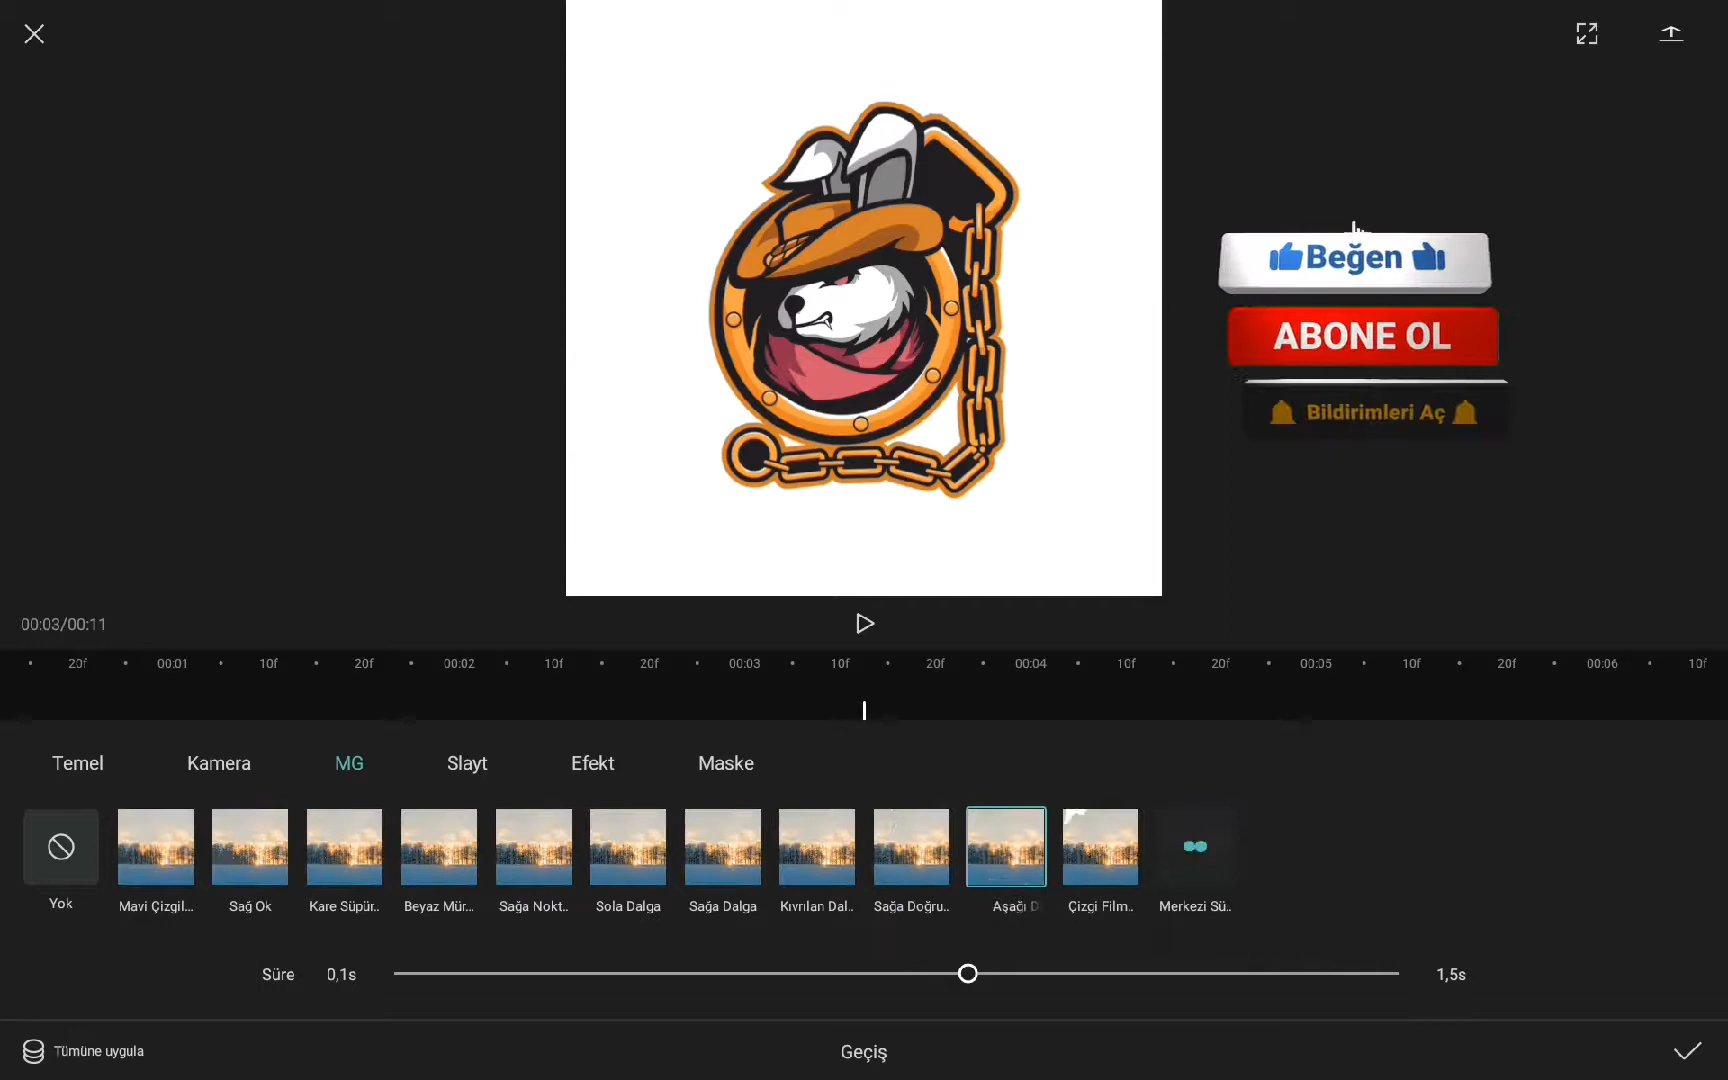 Beğen
ABONE OL
Bildirimleri Aç
00:03/00:11
20f 00:01 10f 20f 00:02 10f 20f 00:03 10f 20f 00:04 10f 20f 00:05 10f 20f 00:06 10f
Temel Kamera MG Slayt Efekt Maske
Yok Mavi Çizgil... Sağ Ok Kare Süpür.. Beyaz Mür... Sağa Nokt.. Sola Dalga Sağa Dalga Kıvrılan Dal.. Sağa Doğru.. Aşağı D Çizgi Film.. Merkezi Sü..
Süre 0,1s 1,5s
Tümüne uygula Geçiş